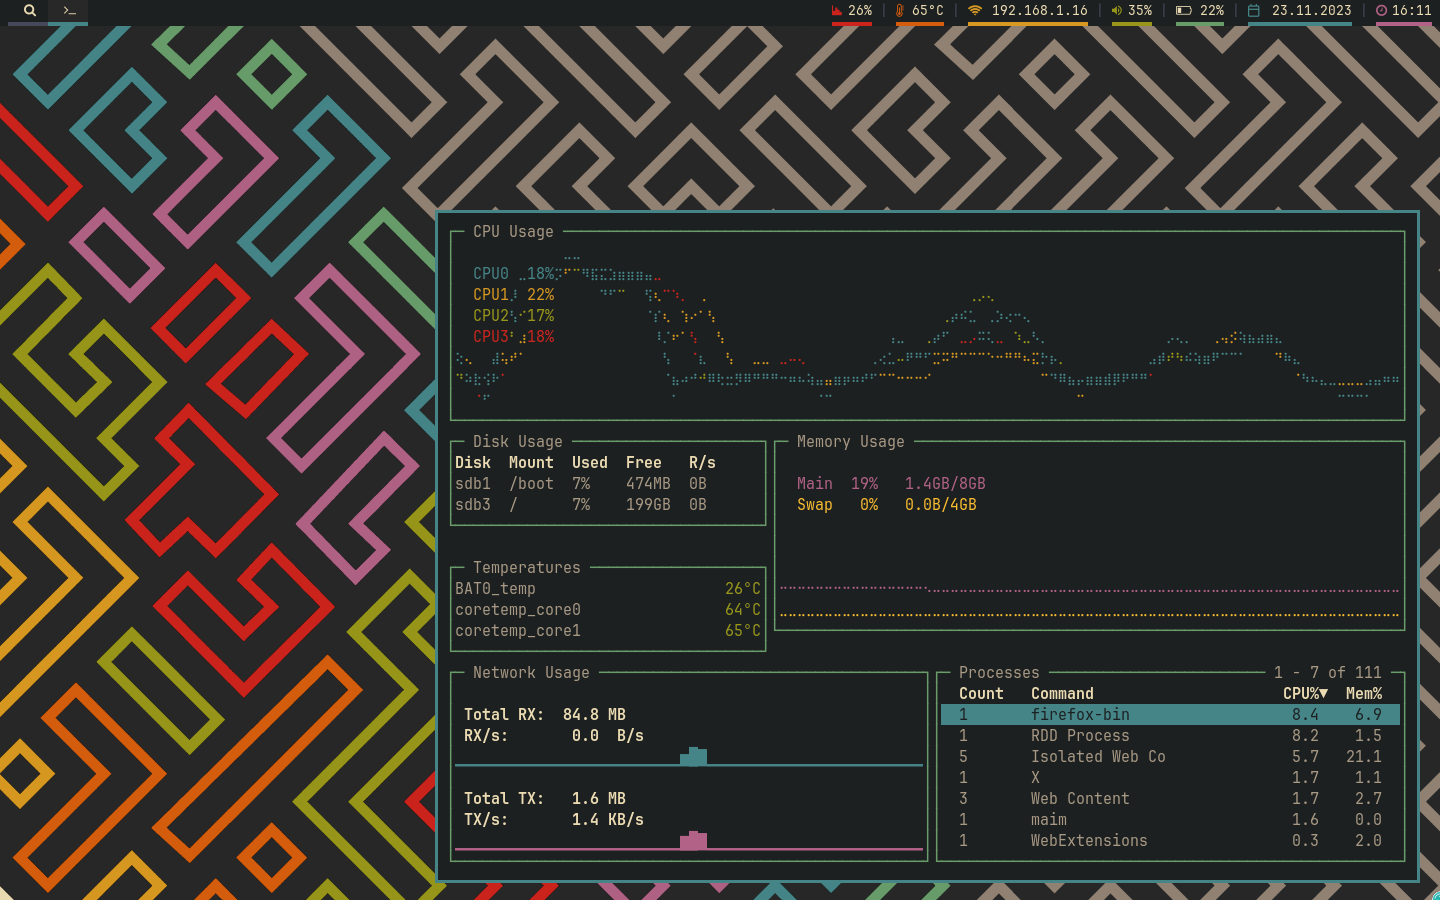 26% 65°C 192.168.1.16 35% 22% 23.11.2023 16:11
CPU Usage
CPU0 18%
CPU1 22%
CPU2 17%
CPU3 18%
Disk Usage
Disk Mount Used Free R/s
sdb1 /boot 7% 474MB 0B
sdb3 / 7% 199GB 0B
Memory Usage
Main 19% 1.4GB/8GB
Swap 0% 0.0B/4GB
Temperatures
BAT0_temp 26°C
coretemp_core0 64°C
coretemp_core1 65°C
Network Usage
Total RX: 84.8 MB
RX/s: 0.0 B/s
Total TX: 1.6 MB
TX/s: 1.4 KB/s
Processes 1 - 7 of 111
Count Command CPU%▼ Mem%
1 firefox-bin 8.4 6.9
1 RDD Process 8.2 1.5
5 Isolated Web Co 5.7 21.1
1 X 1.7 1.1
3 Web Content 1.7 2.7
1 maim 1.6 0.0
1 WebExtensions 0.3 2.0